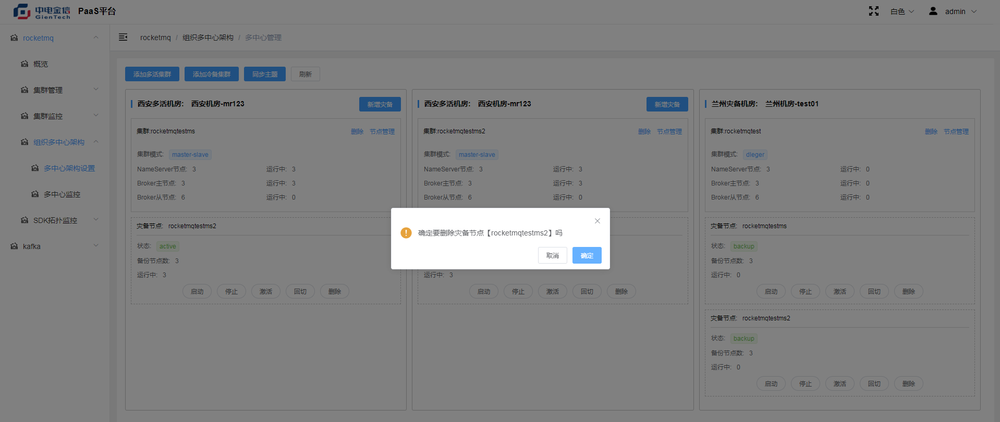 中电金信
GienTech
PaaS平台
白色
admin
rocketmq
概览
集群管理
集群监控
组织多中心架构
多中心架构设置
多中心监控
SDK拓扑监控
kafka
rocketmq / 组织多中心架构 / 多中心管理
添加多活集群 添加冷备集群 同步主题 刷新
西安多活机房: 西安机房-mr123 新增灾备
集群:rocketmqtestms 删除 节点管理
集群模式: master-slave
NameServer节点: 3 运行中: 3
Broker主节点: 3 运行中: 3
Broker从节点: 6 运行中: 0
灾备节点: rocketmqtestms2
状态: active
备份节点数: 3
运行中: 3
启动 停止 激活 回切 删除
西安多活机房: 西安机房-mr123 新增灾备
集群:rocketmqtestms2 删除 节点管理
集群模式: master-slave
NameServer节点: 3 运行中: 3
Broker主节点: 3 运行中: 3
Broker从节点: 6 运行中: 0
运行中: 3
启动 停止 激活 回切 删除
兰州灾备机房: 兰州机房-test01
集群:rocketmqtest 删除 节点管理
集群模式: dleger
NameServer节点: 3 运行中: 0
Broker主节点: 3 运行中: 0
Broker从节点: 6 运行中: 0
灾备节点: rocketmqtestms
状态: backup
备份节点数: 3
运行中: 0
启动 停止 激活 回切 删除
灾备节点: rocketmqtestms2
状态: backup
备份节点数: 3
运行中: 0
启动 停止 激活 回切 删除
确定要删除灾备节点【rocketmqtestms2】吗
取消 确定